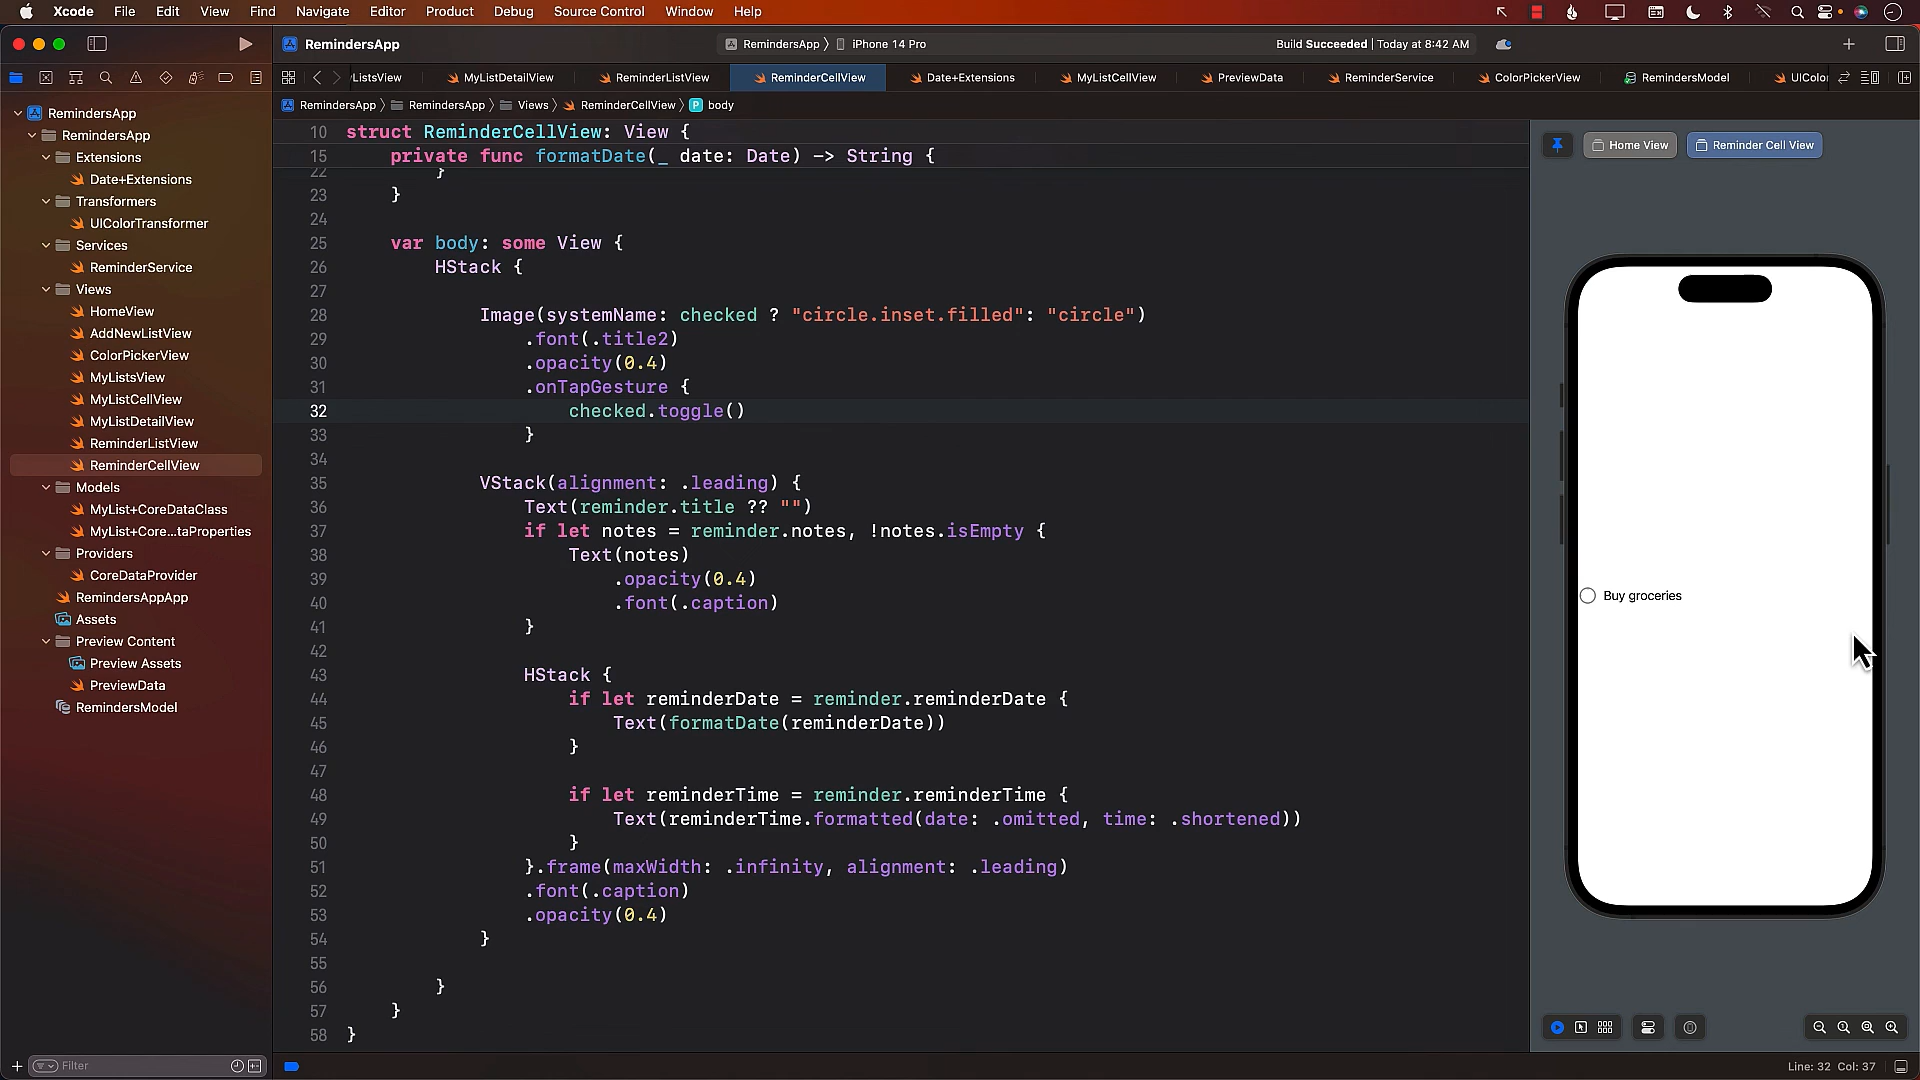 Xcode File Edit View Find Navigate Editor Product Debug Source Control Window Help
RemindersApp
RemindersApp
iPhone 14 Pro
Build Succeeded | Today at 8:42 AM
ListsView
MyListDetailView
ReminderListView
ReminderCellView
Date+Extensions
MyListCellView
PreviewData
ReminderService
ColorPickerView
RemindersModel
UIColor
RemindersApp
RemindersApp
Views
ReminderCellView
body
RemindersApp
RemindersApp
Extensions
Date+Extensions
Transformers
UIColorTransformer
Services
ReminderService
Views
HomeView
AddNewListView
ColorPickerView
MyListsView
MyListCellView
MyListDetailView
ReminderListView
ReminderCellView
Models
MyList+CoreDataClass
MyList+Core...taProperties
Providers
CoreDataProvider
RemindersAppApp
Assets
Preview Content
Preview Assets
PreviewData
RemindersModel
Filter
10 struct ReminderCellView: View {
15 private func formatDate(_ date: Date) -> String {
22 }
23 }
24
25 var body: some View {
26 HStack {
27
28 Image(systemName: checked ? "circle.inset.filled": "circle")
29 .font(.title2)
30 .opacity(0.4)
31 .onTapGesture {
32 checked.toggle()
33 }
34
35 VStack(alignment: .leading) {
36 Text(reminder.title ?? "")
37 if let notes = reminder.notes, !notes.isEmpty {
38 Text(notes)
39 .opacity(0.4)
40 .font(.caption)
41 }
42
43 HStack {
44 if let reminderDate = reminder.reminderDate {
45 Text(formatDate(reminderDate))
46 }
47
48 if let reminderTime = reminder.reminderTime {
49 Text(reminderTime.formatted(date: .omitted, time: .shortened))
50 }
51 }.frame(maxWidth: .infinity, alignment: .leading)
52 .font(.caption)
53 .opacity(0.4)
54 }
55
56 }
57 }
58 }
Home View
Reminder Cell View
Buy groceries
Line: 32 Col: 37